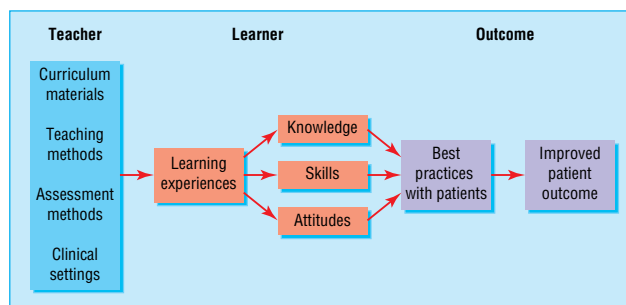 Teacher
Learner
Outcome
Curriculum
materials
Teaching
methods
Assessment
methods
Clinical
settings
Learning
experiences
Knowledge
Skills
Attitudes
Best
practices
with patients
Improved
patient
outcome